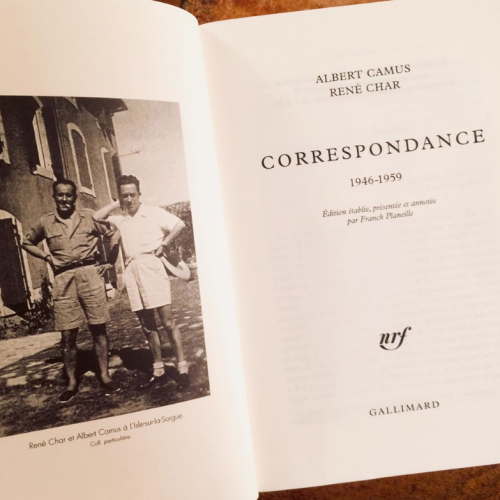 René Char et Albert Camus à L'Isle-sur-la-Sorgue.
Coll. particulière.
ALBERT CAMUS
RENÉ CHAR
CORRESPONDANCE
1946-1959
Édition établie, présentée et annotée
par Franck Planeille
nrf
GALLIMARD